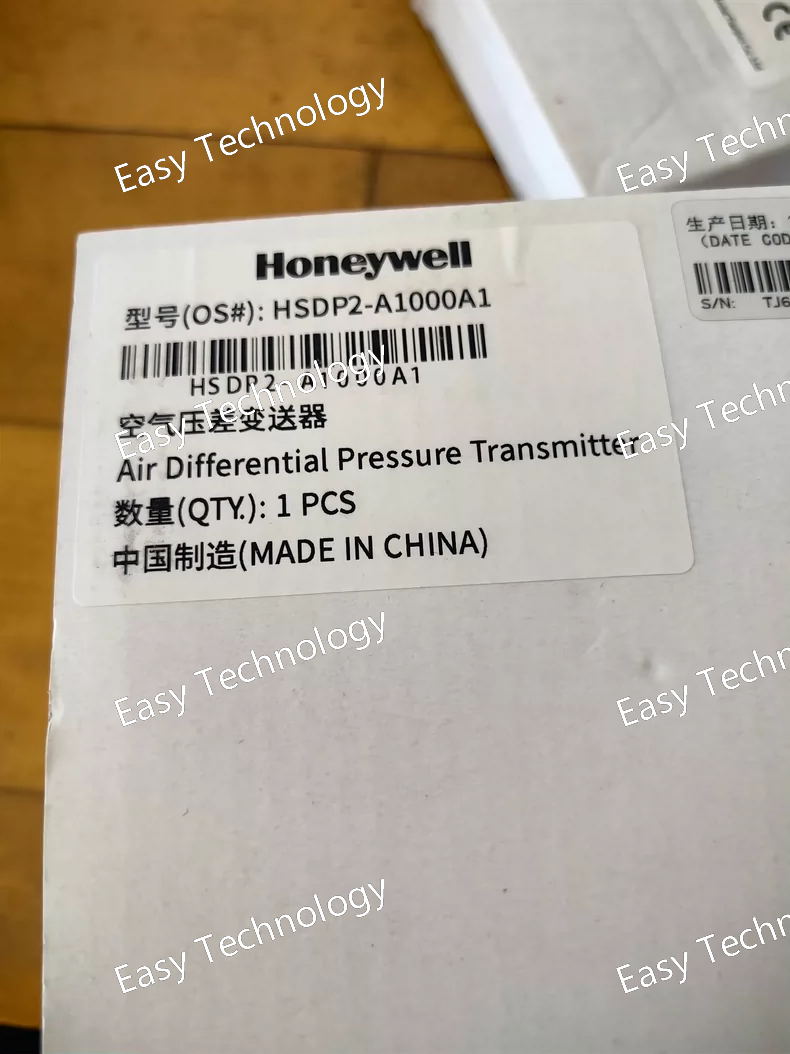 Honeywell
型号(OS#): HSDP2-A1000A1
HSDP2-A1000A1
空气压差变送器
Air Differential Pressure Transmitter
数量(QTY.): 1 PCS
中国制造(MADE IN CHINA)
生产日期:
(DATE COD
S/N: TJ6
CE
Easy Technology
Easy Techn
Easy Technology
Easy Techn
Easy Technology
Easy Techn
Easy Technology
Easy Techn